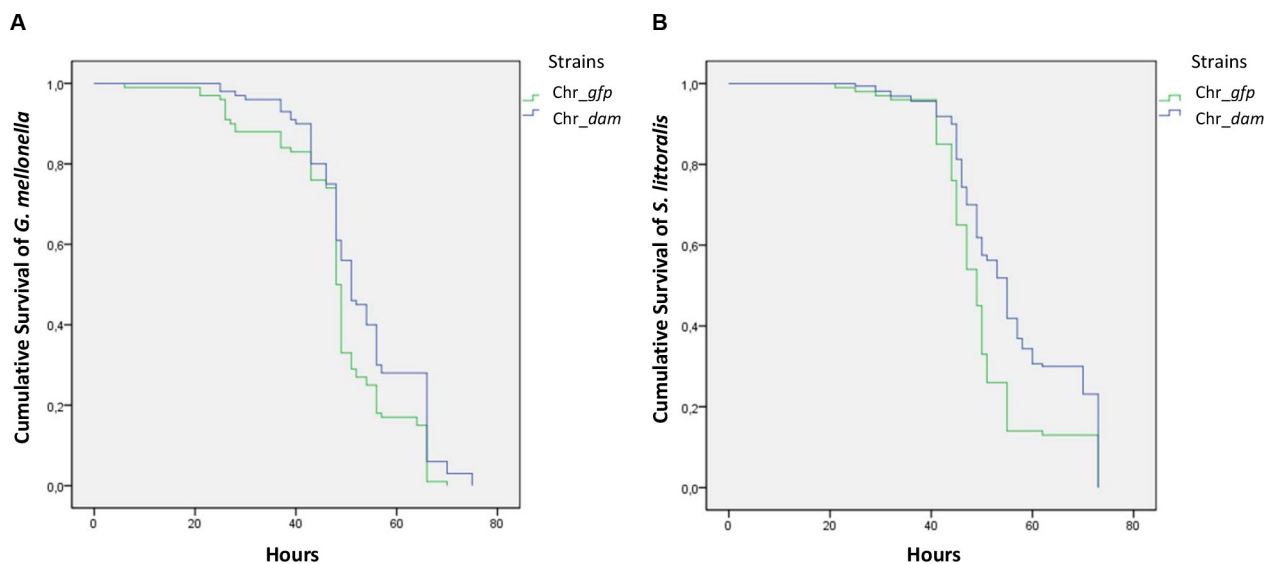 A
Cumulative Survival of G. mellonella
1,0
0,8
0,6
0,4
0,2
0,0
0 20 40 60 80
Hours
Strains
Chr_gfp
Chr_dam
B
Cumulative Survival of S. littoralis
1,0
0,8
0,6
0,4
0,2
0,0
0 20 40 60 80
Hours
Strains
Chr_gfp
Chr_dam